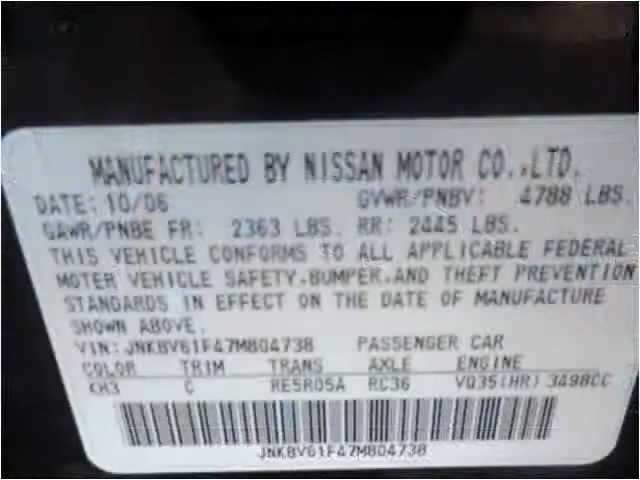 MANUFACTURED BY NISSAN MOTOR CO.,LTD.
DATE: 10/06 GVWR/PNBV: 4788 LBS.
GAWR/PNBE FR: 2363 LBS. RR: 2445 LBS.
THIS VEHICLE CONFORMS TO ALL APPLICABLE FEDERAL
MOTER VEHICLE SAFETY.BUMPER.AND THEFT PREVENTION
STANDARDS IN EFFECT ON THE DATE OF MANUFACTURE
SHOWN ABOVE.
VIN: JNKBV61F47M804738 PASSENGER CAR
COLOR TRIM TRANS AXLE ENGINE
KH3 C RE5R05A RC36 VQ35(HR) 3498CC
JNKBV61F47M804738